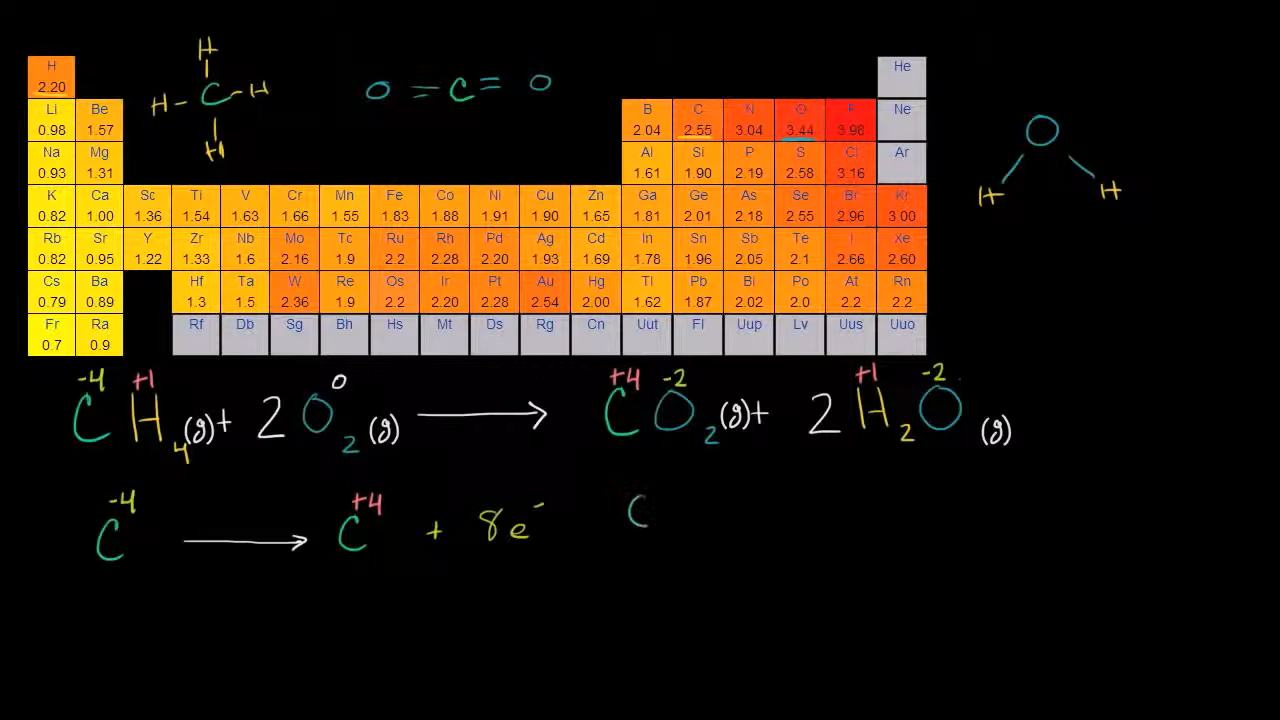 H
H He
2.20 H - C - H O = C = O
Li Be B C N O F Ne
0.98 1.57 2.04 2.55 3.04 3.44 3.98 O
Na Mg H Al Si P S Cl Ar
0.93 1.31 1.61 1.90 2.19 2.58 3.16
K Ca Sc Ti V Cr Mn Fe Co Ni Cu Zn Ga Ge As Se Br Kr H H
0.82 1.00 1.36 1.54 1.63 1.66 1.55 1.83 1.88 1.91 1.90 1.65 1.81 2.01 2.18 2.55 2.96 3.00
Rb Sr Y Zr Nb Mo Tc Ru Rh Pd Ag Cd In Sn Sb Te I Xe
0.82 0.95 1.22 1.33 1.6 2.16 1.9 2.2 2.28 2.20 1.93 1.69 1.78 1.96 2.05 2.1 2.66 2.60
Cs Ba Hf Ta W Re Os Ir Pt Au Hg Tl Pb Bi Po At Rn
0.79 0.89 1.3 1.5 2.36 1.9 2.2 2.20 2.28 2.54 2.00 1.62 1.87 2.02 2.0 2.2 2.2
Fr Ra Rf Db Sg Bh Hs Mt Ds Rg Cn Uut Fl Uup Lv Uus Uuo
0.7 0.9
-4 +1 0 +4 -2 +1 -2
C H4 (g) + 2 O2 (g) → C O2 (g) + 2 H2 O (g)
-4 +4
C → C + 8e- C